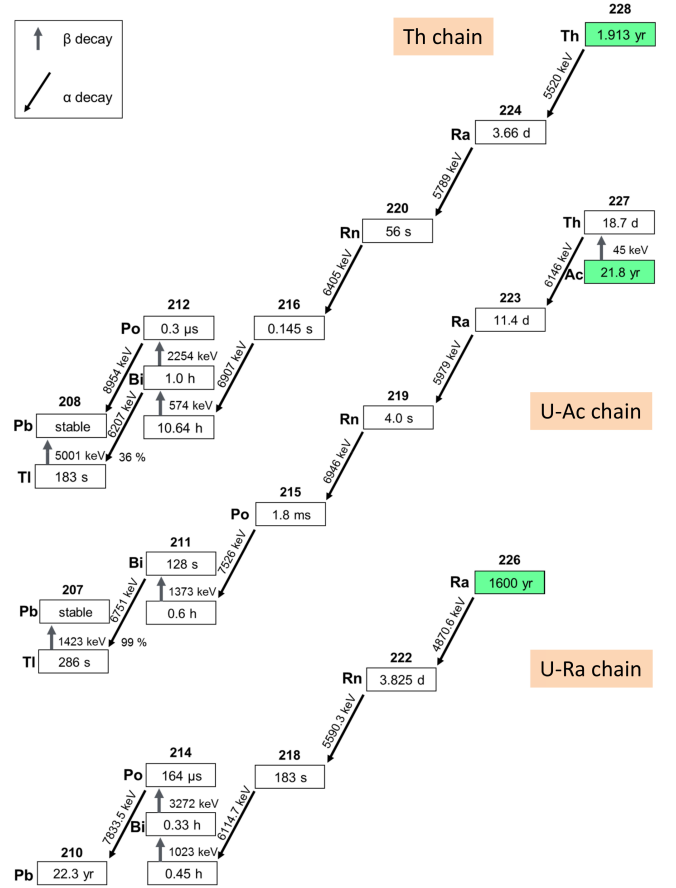 228
Th chain
β decay
Th 1.913 yr
5520 keV
α decay
224
Ra 3.66 d
5789 keV
227
220
Th 18.7 d
Rn 56 s
45 keV
6146 keV
Ac 21.8 yr
6405 keV
223
212
216
Ra 11.4 d
Po 0.3 µs
0.145 s
2254 keV
8954 keV
6907 keV
5979 keV
Bi 1.0 h
219
208
574 keV
U-Ac chain
6207 keV
Rn 4.0 s
Pb stable
10.64 h
5001 keV
36 %
6946 keV
Tl 183 s
215
Po 1.8 ms
211
7526 keV
Bi 128 s
226
Ra 1600 yr
1373 keV
207
6751 keV
Pb stable
0.6 h
4870.6 keV
1423 keV
99 %
222
Tl 286 s
U-Ra chain
Rn 3.825 d
5590.3 keV
214
218
Po 164 µs
183 s
3272 keV
7833.5 keV
6114.7 keV
Bi 0.33 h
210
1023 keV
Pb 22.3 yr
0.45 h